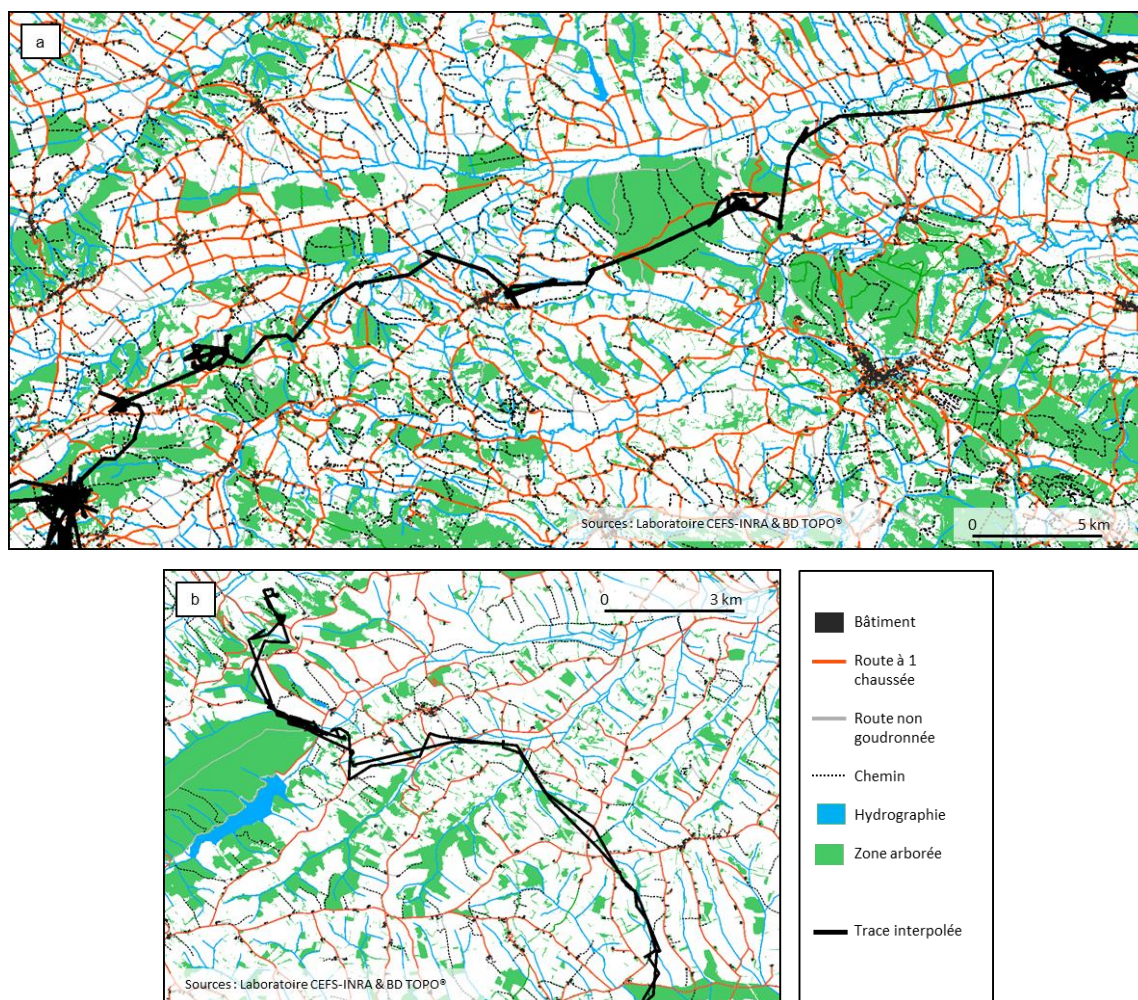 a
Sources : Laboratoire CEFS-INRA & BD TOPO®
0 5 km
b
0 3 km
Sources : Laboratoire CEFS-INRA & BD TOPO®
Bâtiment
Route à 1
chaussée
Route non
goudronnée
Chemin
Hydrographie
Zone arborée
Trace interpolée